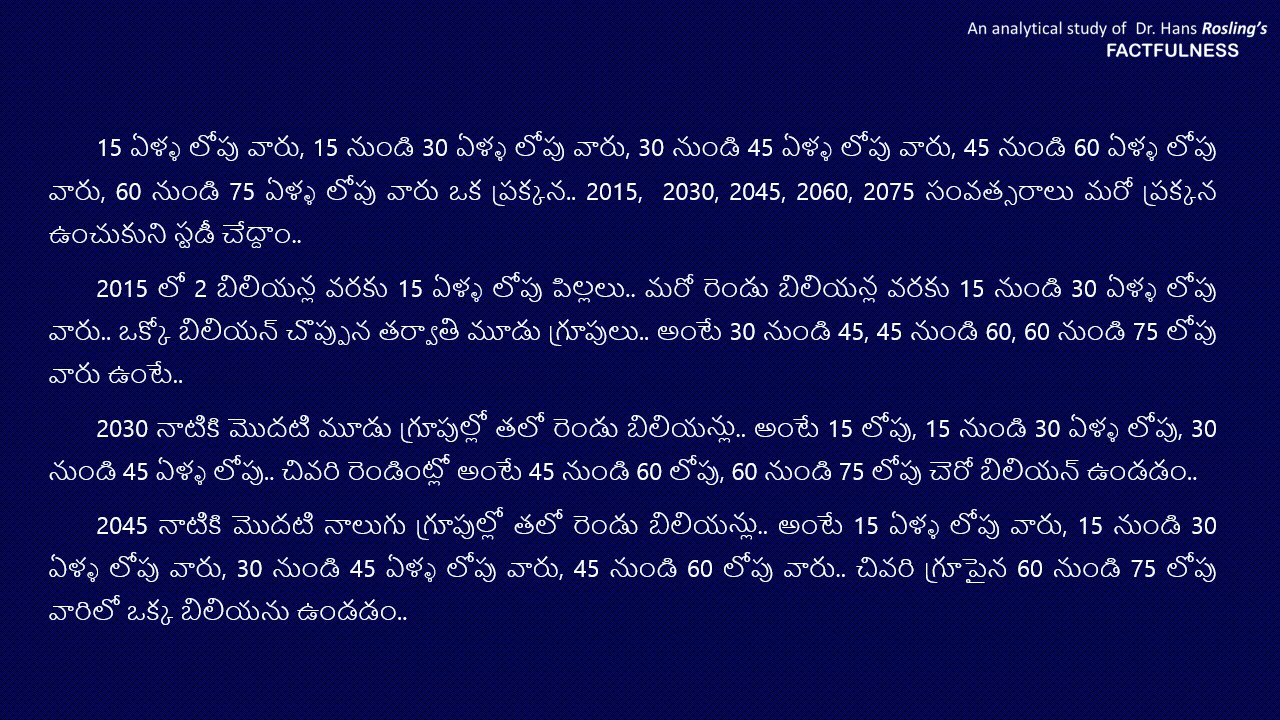 An analytical study of Dr. Hans Rosling's
FACTFULNESS
15 ఏళ్ళ లోపు వారు, 15 నుండి 30 ఏళ్ళ లోపు వారు, 30 నుండి 45 ఏళ్ళ లోపు వారు, 45 నుండి 60 ఏళ్ళ లోపు
వారు, 60 నుండి 75 ఏళ్ళ లోపు వారు ఒక ప్రక్కన.. 2015, 2030, 2045, 2060, 2075 సంవత్సరాలు మరో ప్రక్కన
ఉంచుకుని స్టడీ చేద్దాం..
2015 లో 2 బిలియన్ల వరకు 15 ఏళ్ళ లోపు పిల్లలు.. మరో రెండు బిలియన్ల వరకు 15 నుండి 30 ఏళ్ళ లోపు
వారు.. ఒక్కో బిలియన్ చొప్పున తర్వాతి మూడు గ్రూపులు.. అంటే 30 నుండి 45, 45 నుండి 60, 60 నుండి 75 లోపు
వారు ఉంటే..
2030 నాటికి మొదటి మూడు గ్రూపుల్లో తలో రెండు బిలియన్లు.. అంటే 15 లోపు, 15 నుండి 30 ఏళ్ళ లోపు, 30
నుండి 45 ఏళ్ళ లోపు.. చివరి రెండింట్లో అంటే 45 నుండి 60 లోపు, 60 నుండి 75 లోపు చెరో బిలియన్ ఉండడం..
2045 నాటికి మొదటి నాలుగు గ్రూపుల్లో తలో రెండు బిలియన్లు.. అంటే 15 ఏళ్ళ లోపు వారు, 15 నుండి 30
ఏళ్ళ లోపు వారు, 30 నుండి 45 ఏళ్ళ లోపు వారు, 45 నుండి 60 లోపు వారు.. చివరి గ్రూపైన 60 నుండి 75 లోపు
వారిలో ఒక్క బిలియను ఉండడం..